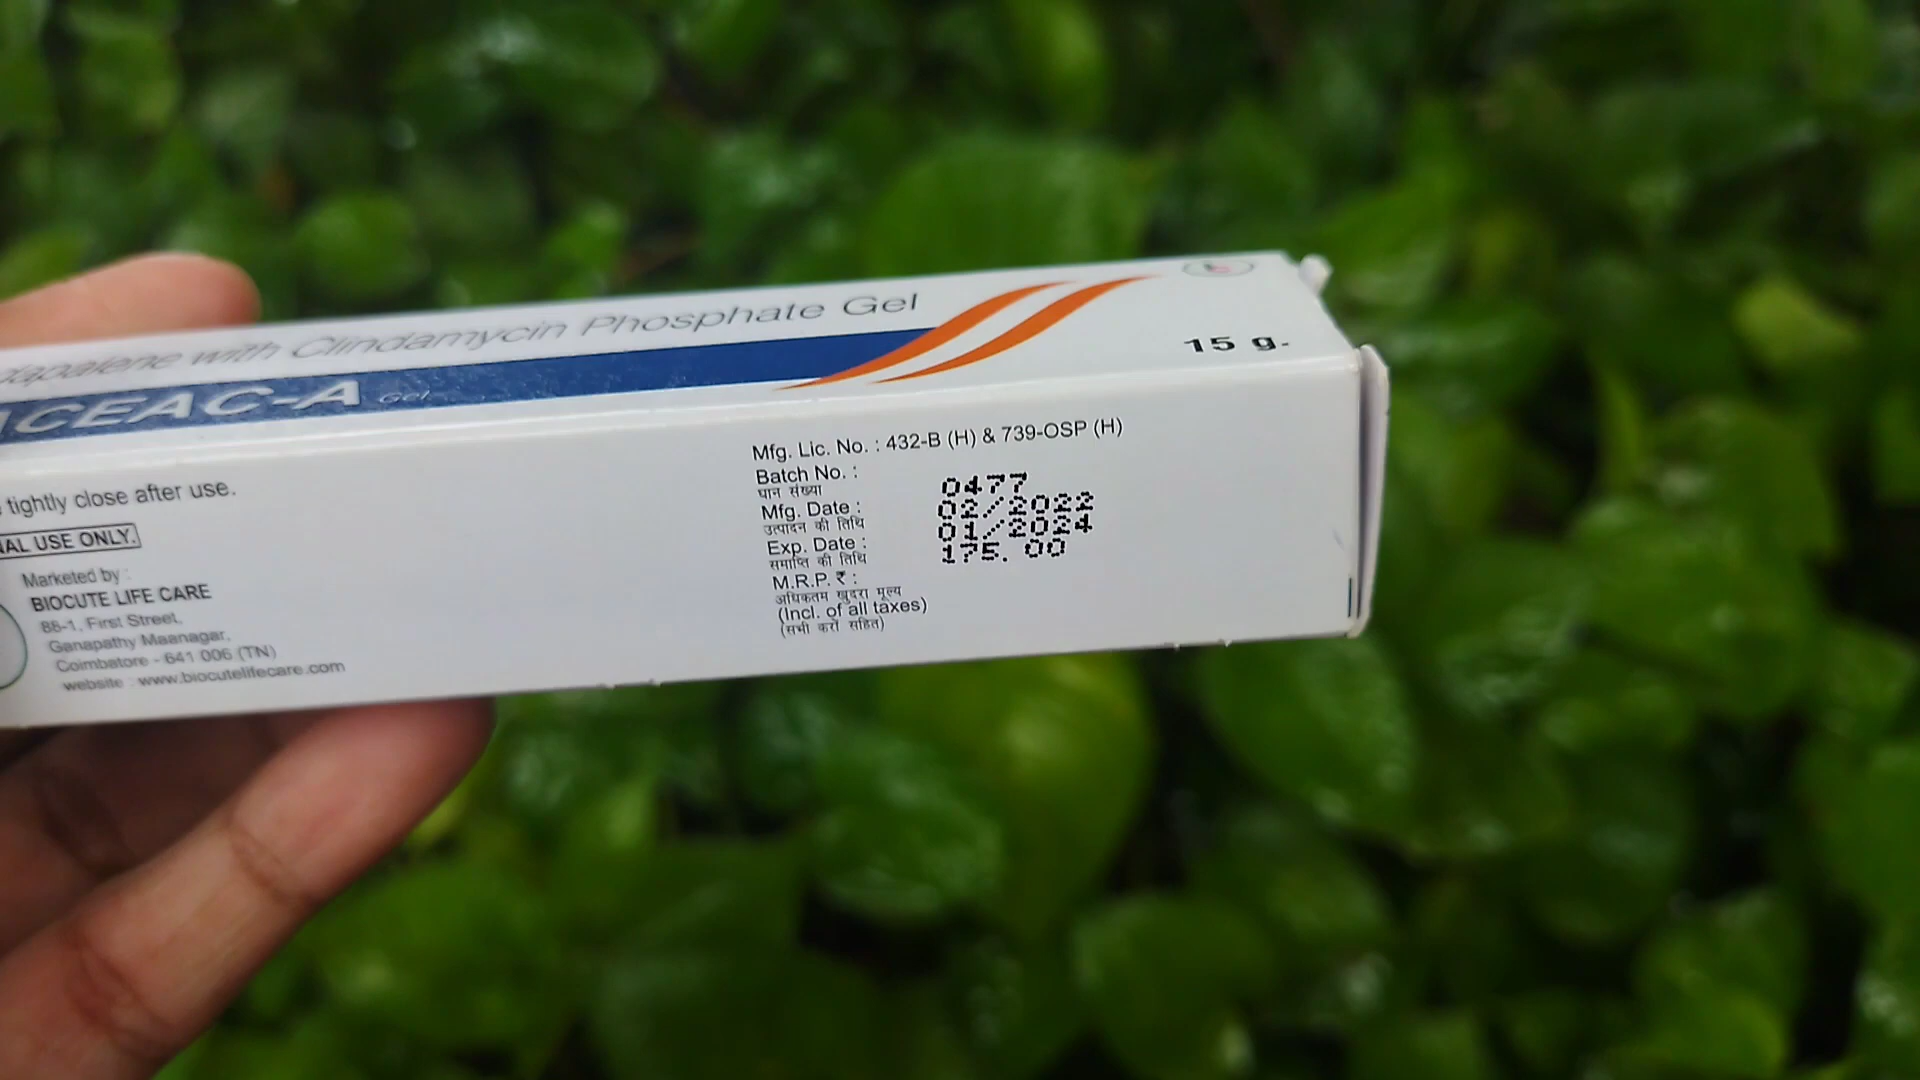 dapalene with Clindamycin Phosphate Gel
ICEAC-A Gel
15 g.
tightly close after use.
NAL USE ONLY.
Marketed by :
BIOCUTE LIFE CARE
88-1, First Street,
Ganapathy Maanagar,
Coimbatore - 641 006 (TN)
website : www.biocutelifecare.com
Mfg. Lic. No. : 432-B (H) & 739-OSP (H)
Batch No. : 0477
घान संख्या
Mfg. Date : 02/2022
उत्पादन की तिथि
Exp. Date : 01/2024
समाप्ति की तिथि
M.R.P. ₹ : 175.00
अधिकतम खुदरा मूल्य
(Incl. of all taxes)
(सभी करों सहित)